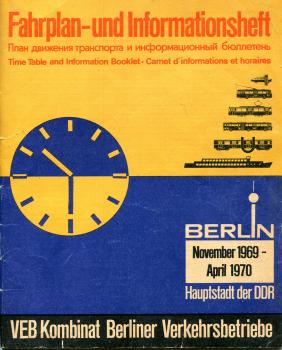 Fahrplan-und Informationsheft
План движения транспорта и информационный бюллетень
Time Table and Information Booklet · Carnet d'informations et horaires
BERLIN
November 1969 -
April 1970
Hauptstadt der DDR
VEB Kombinat Berliner Verkehrsbetriebe